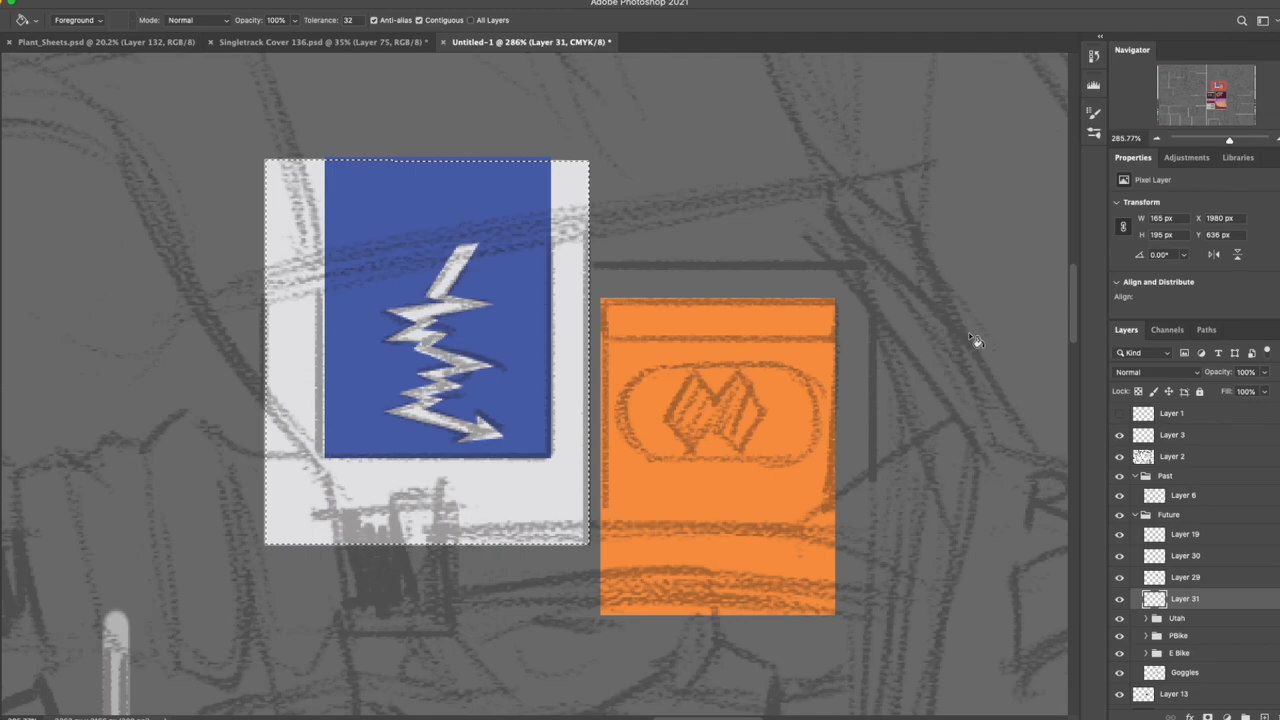 Adobe Photoshop 2021
Foreground Mode: Normal Opacity: 100% Tolerance: 32 Anti-alias Contiguous All Layers
Plant_Sheets.psd @ 20.2% (Layer 132, RGB/8) Singletrack Cover 136.psd @ 35% (Layer 75, RGB/8) * Untitled-1 @ 286% (Layer 31, CMYK/8) *
Navigator
285.77%
Properties Adjustments Libraries
Pixel Layer
Transform
W 165 px X 1980 px
H 195 px Y 636 px
0.00°
Align and Distribute
Align:
Layers Channels Paths
Kind
Normal Opacity: 100%
Lock: Fill: 100%
Layer 1
Layer 3
Layer 2
Past
Layer 6
Future
Layer 19
Layer 30
Layer 29
Layer 31
Utah
PBike
E Bike
Goggles
Layer 13